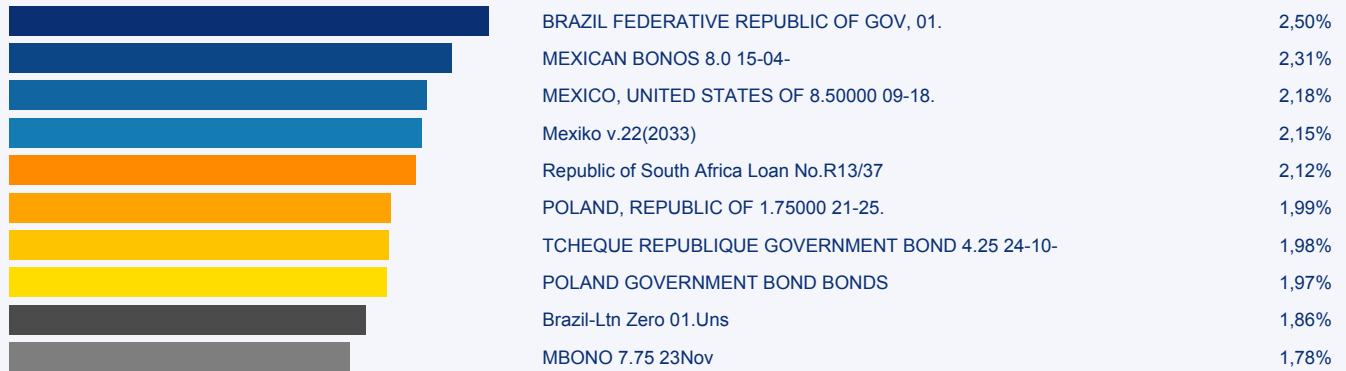 BRAZIL FEDERATIVE REPUBLIC OF GOV, 01. 2,50%
MEXICAN BONOS 8.0 15-04- 2,31%
MEXICO, UNITED STATES OF 8.50000 09-18. 2,18%
Mexiko v.22(2033) 2,15%
Republic of South Africa Loan No.R13/37 2,12%
POLAND, REPUBLIC OF 1.75000 21-25. 1,99%
TCHEQUE REPUBLIQUE GOVERNMENT BOND 4.25 24-10- 1,98%
POLAND GOVERNMENT BOND BONDS 1,97%
Brazil-Ltn Zero 01.Uns 1,86%
MBONO 7.75 23Nov 1,78%